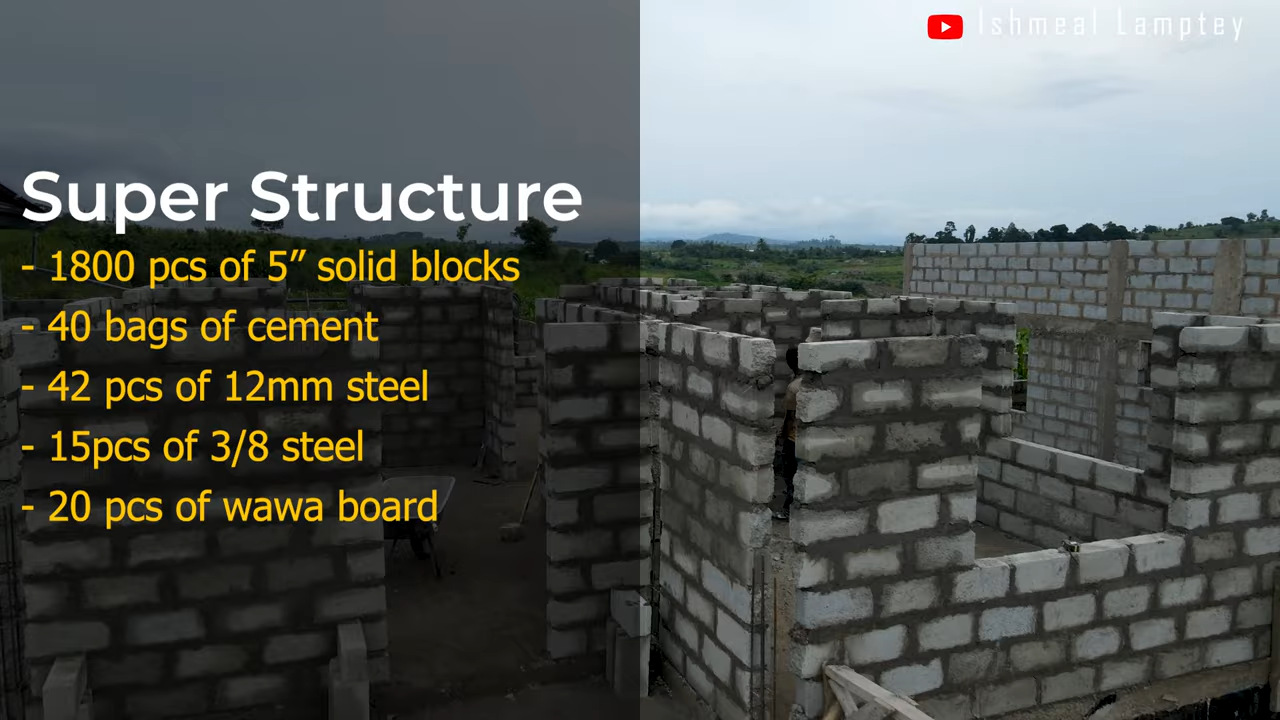 Ishmeal Lamptey
Super Structure
- 1800 pcs of 5” solid blocks
- 40 bags of cement
- 42 pcs of 12mm steel
- 15pcs of 3/8 steel
- 20 pcs of wawa board